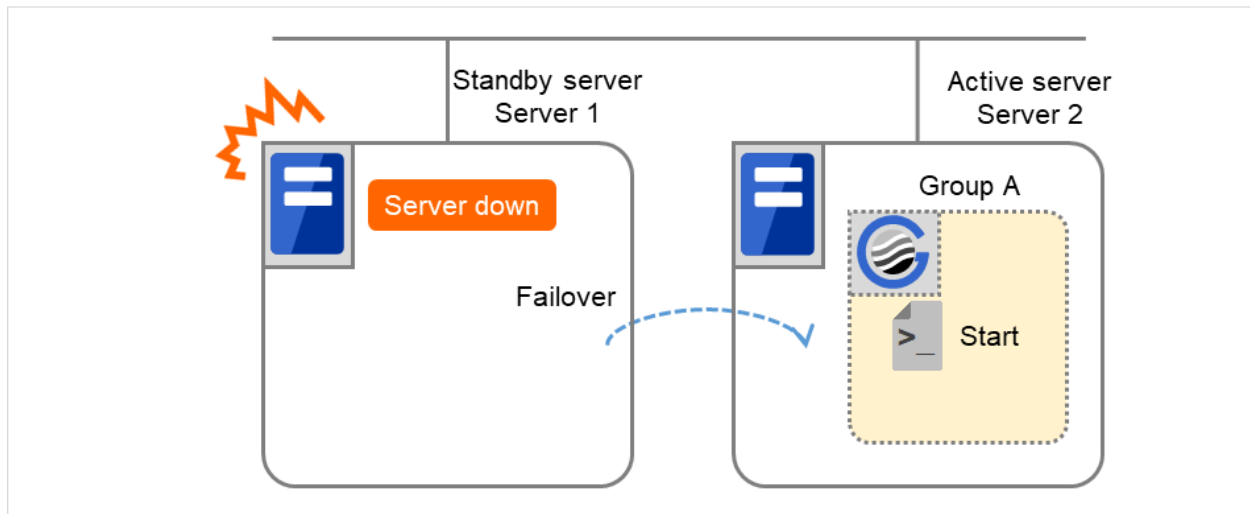 Standby server
Server 1
Active server
Server 2
Server down
Group A
Failover
>_
Start